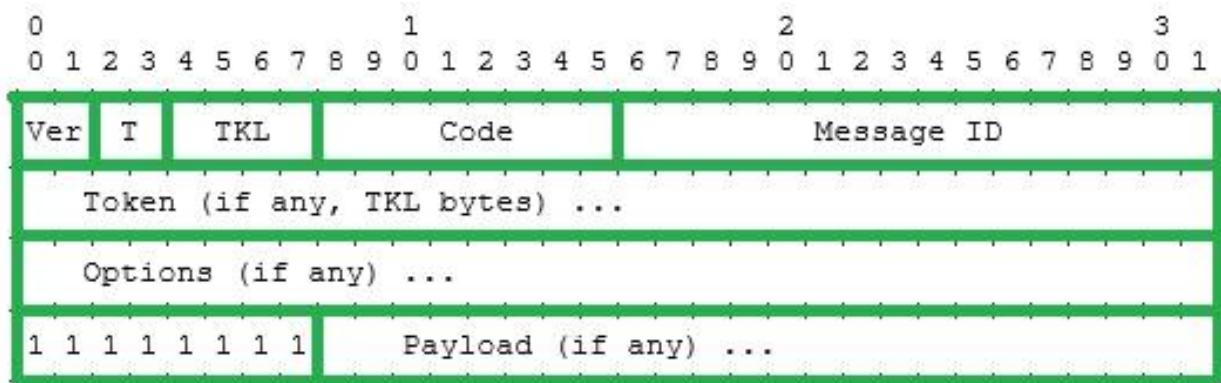 0 1 2 3
0 1 2 3 4 5 6 7 8 9 0 1 2 3 4 5 6 7 8 9 0 1 2 3 4 5 6 7 8 9 0 1
Ver T TKL Code Message ID
Token (if any, TKL bytes) ...
Options (if any) ...
1 1 1 1 1 1 1 1 Payload (if any) ...